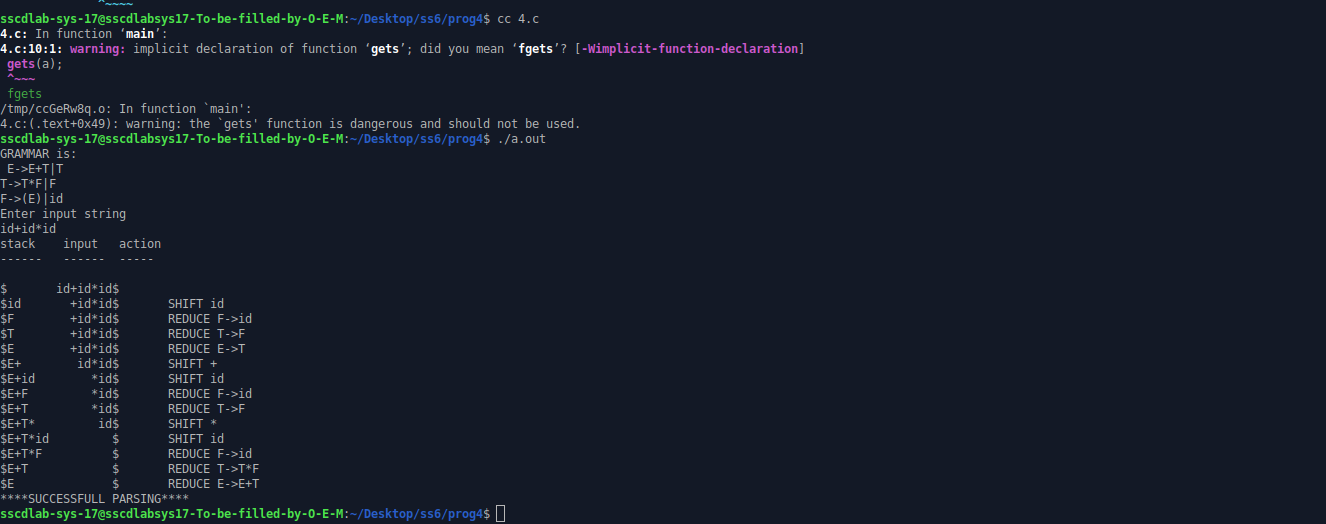 ^~~~~
sscdlab-sys-17@sscdlabsys17-To-be-filled-by-O-E-M:~/Desktop/ss6/prog4$ cc 4.c
4.c: In function ‘main’:
4.c:10:1: warning: implicit declaration of function ‘gets’; did you mean ‘fgets’? [-Wimplicit-function-declaration]
 gets(a);
 ^~~~
 fgets
/tmp/ccGeRw8q.o: In function `main':
4.c:(.text+0x49): warning: the `gets' function is dangerous and should not be used.
sscdlab-sys-17@sscdlabsys17-To-be-filled-by-O-E-M:~/Desktop/ss6/prog4$ ./a.out
GRAMMAR is:
 E->E+T|T
T->T*F|F
F->(E)|id
Enter input string
id+id*id
stack    input   action
------   ------  -----
$       id+id*id$
$id       +id*id$       SHIFT id
$F        +id*id$       REDUCE F->id
$T        +id*id$       REDUCE T->F
$E        +id*id$       REDUCE E->T
$E+        id*id$       SHIFT +
$E+id        *id$       SHIFT id
$E+F         *id$       REDUCE F->id
$E+T         *id$       REDUCE T->F
$E+T*         id$       SHIFT *
$E+T*id         $       SHIFT id
$E+T*F          $       REDUCE F->id
$E+T            $       REDUCE T->T*F
$E              $       REDUCE E->E+T
****SUCCESSFULL PARSING****
sscdlab-sys-17@sscdlabsys17-To-be-filled-by-O-E-M:~/Desktop/ss6/prog4$